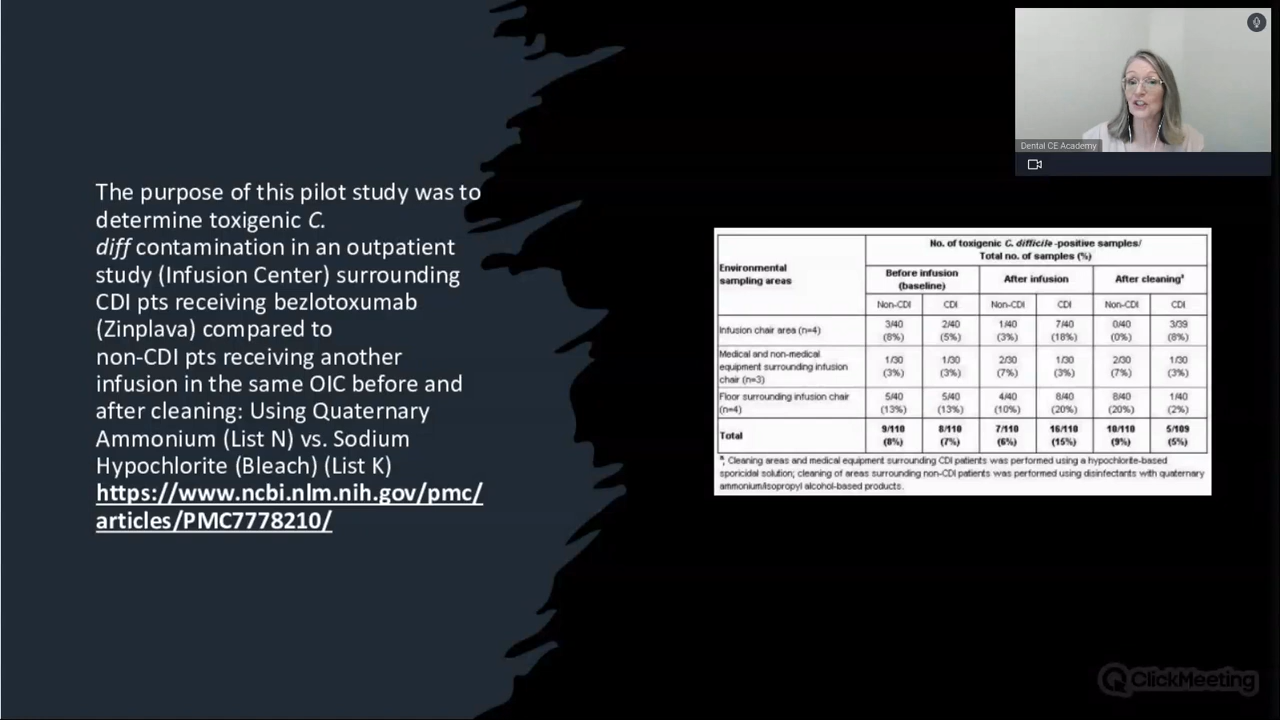 The purpose of this pilot study was to
determine toxigenic C.
diff contamination in an outpatient
study (Infusion Center) surrounding
CDI pts receiving bezlotoxumab
(Zinplava) compared to
non-CDI pts receiving another
infusion in the same OIC before and
after cleaning: Using Quaternary
Ammonium (List N) vs. Sodium
Hypochlorite (Bleach) (List K)
https://www.ncbi.nlm.nih.gov/pmc/
articles/PMC7778210/
Dental CE Academy
No. of toxigenic C. difficile -positive samples/
Total no. of samples (%)
Environmental
sampling areas
Before infusion
(baseline)
After infusion
After cleaningª
Non-CDI CDI Non-CDI CDI Non-CDI CDI
Infusion chair area (n=4)
3/40 2/40 1/40 7/40 0/40 3/39
(8%) (5%) (3%) (18%) (0%) (8%)
Medical and non-medical
equipment surrounding infusion
chair (n=3)
1/30 1/30 2/30 1/30 2/30 1/30
(3%) (3%) (7%) (3%) (7%) (3%)
Floor surrounding infusion chair
(n=4)
5/40 5/40 4/40 8/40 8/40 1/40
(13%) (13%) (10%) (20%) (20%) (2%)
Total
9/110 8/110 7/110 16/110 10/110 5/109
(8%) (7%) (6%) (15%) (9%) (5%)
ª, Cleaning areas and medical equipment surrounding CDI patients was performed using a hypochlorite-based
sporicidal solution; cleaning of areas surrounding non-CDI patients was performed using disinfectants with quaternary
ammonium/isopropyl alcohol-based products.
ClickMeeting